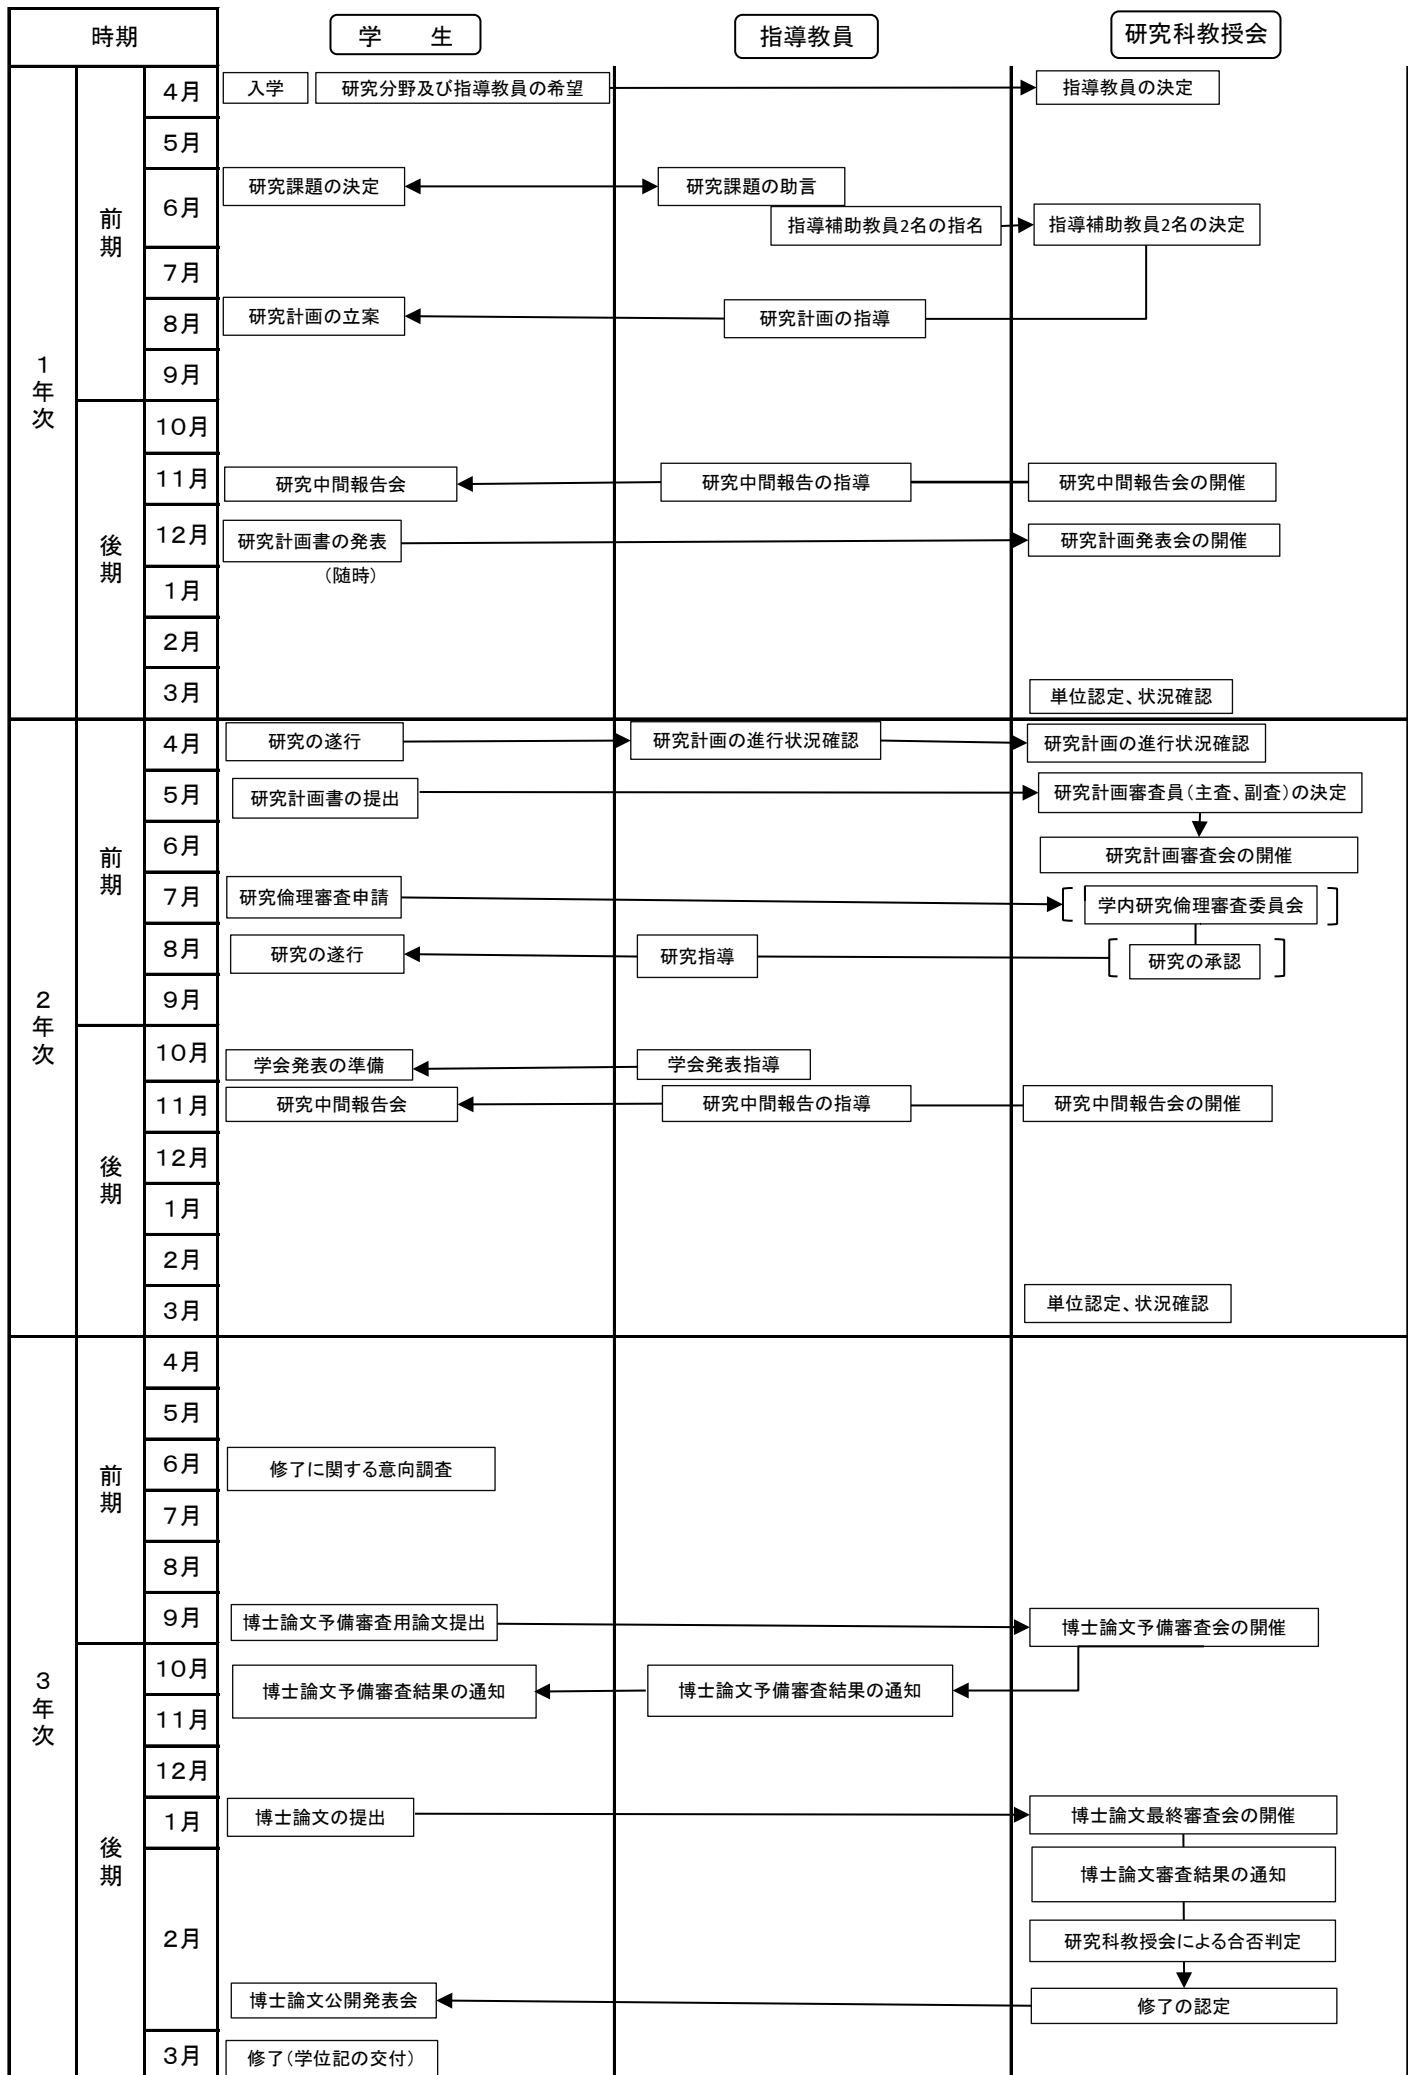 時期
学　生
指導教員
研究科教授会
1年次
前期
4月
入学
研究分野及び指導教員の希望
指導教員の決定
5月
6月
研究課題の決定
研究課題の助言
指導補助教員2名の指名
指導補助教員2名の決定
7月
8月
研究計画の立案
研究計画の指導
9月
後期
10月
11月
研究中間報告会
研究中間報告の指導
研究中間報告会の開催
12月
研究計画書の発表
(随時)
研究計画発表会の開催
1月
2月
3月
単位認定、状況確認
2年次
前期
4月
研究の遂行
研究計画の進行状況確認
研究計画の進行状況確認
5月
研究計画書の提出
研究計画審査員(主査、副査)の決定
6月
研究計画審査会の開催
7月
研究倫理審査申請
[学内研究倫理審査委員会]
8月
研究の遂行
研究指導
[研究の承認]
9月
後期
10月
学会発表の準備
学会発表指導
11月
研究中間報告会
研究中間報告の指導
研究中間報告会の開催
12月
1月
2月
3月
単位認定、状況確認
3年次
前期
4月
5月
6月
修了に関する意向調査
7月
8月
9月
博士論文予備審査用論文提出
博士論文予備審査会の開催
後期
10月
博士論文予備審査結果の通知
博士論文予備審査結果の通知
11月
12月
1月
博士論文の提出
博士論文最終審査会の開催
2月
博士論文審査結果の通知
研究科教授会による合否判定
博士論文公開発表会
修了の認定
3月
修了(学位記の交付)